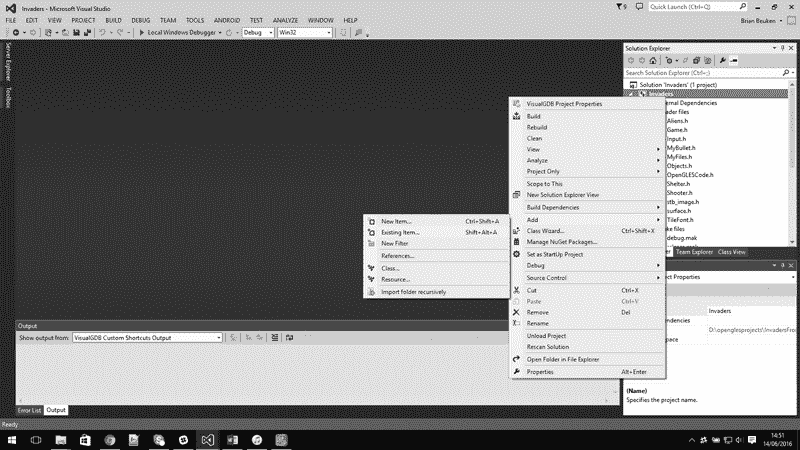 Invaders - Microsoft Visual Studio
9
Quick Launch (Ctrl+Q)
FILE EDIT VIEW PROJECT BUILD DEBUG TEAM TOOLS ANDROID TEST ANALYZE WINDOW HELP
Brian Beuken
Local Windows Debugger
Debug
Win32
Server Explorer
Toolbox
Solution Explorer
Search Solution Explorer (Ctrl+;)
Solution 'Invaders' (1 project)
Invaders
ernal Dependencies
der files
Aliens.h
Game.h
Input.h
MyBullet.h
MyFiles.h
Objects.h
OpenGLESCode.h
Shelter.h
Shooter.h
stb_image.h
surface.h
TileFont.h
ke files
debug.mak
Team Explorer Class View
VisualGDB Project Properties
Build
Rebuild
Clean
View
Analyze
Project Only
Scope to This
New Solution Explorer View
Build Dependencies
Add
Class Wizard... Ctrl+Shift+X
Manage NuGet Packages...
Set as StartUp Project
Debug
Source Control
Cut Ctrl+X
Paste Ctrl+V
Remove Del
Rename
Unload Project
Rescan Solution
Open Folder in File Explorer
Properties Alt+Enter
New Item... Ctrl+Shift+A
Existing Item... Shift+Alt+A
New Filter
References...
Class...
Resource...
Import folder recursively
ct Properties
Invaders
dencies
D:\openglesprojects\InvadersFro
space
(Name)
Specifies the project name.
Output
Show output from: VisualGDB Custom Shortcuts Output
Error List Output
Ready
14:51
14/06/2016